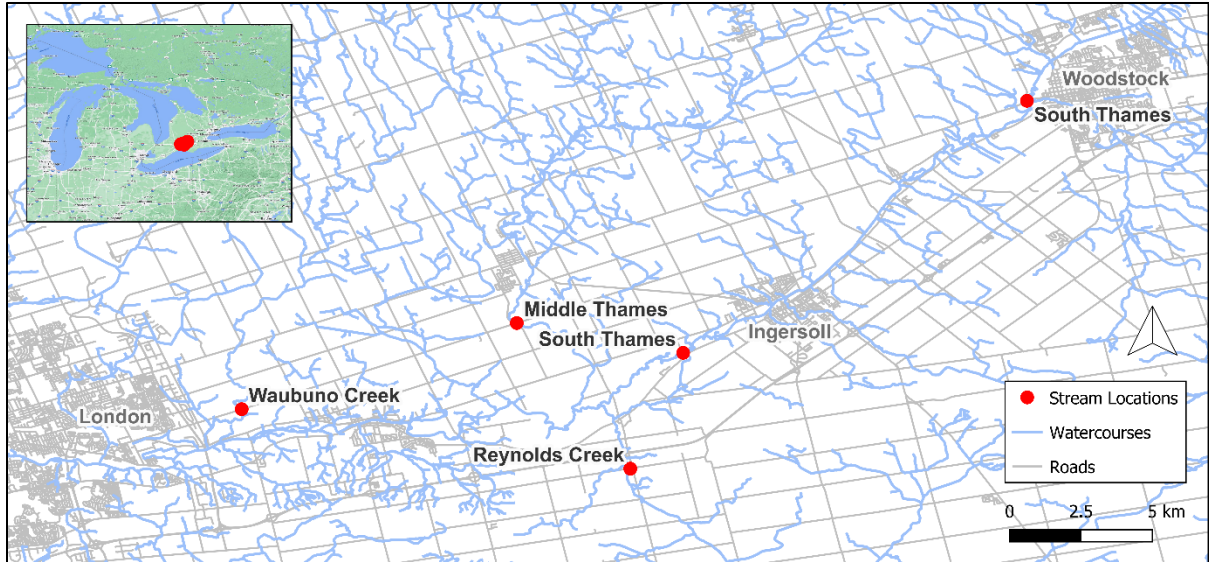 Woodstock
South Thames
Middle Thames
South Thames
Ingersoll
Waubuno Creek
London
Reynolds Creek
Stream Locations
Watercourses
Roads
0 2.5 5 km